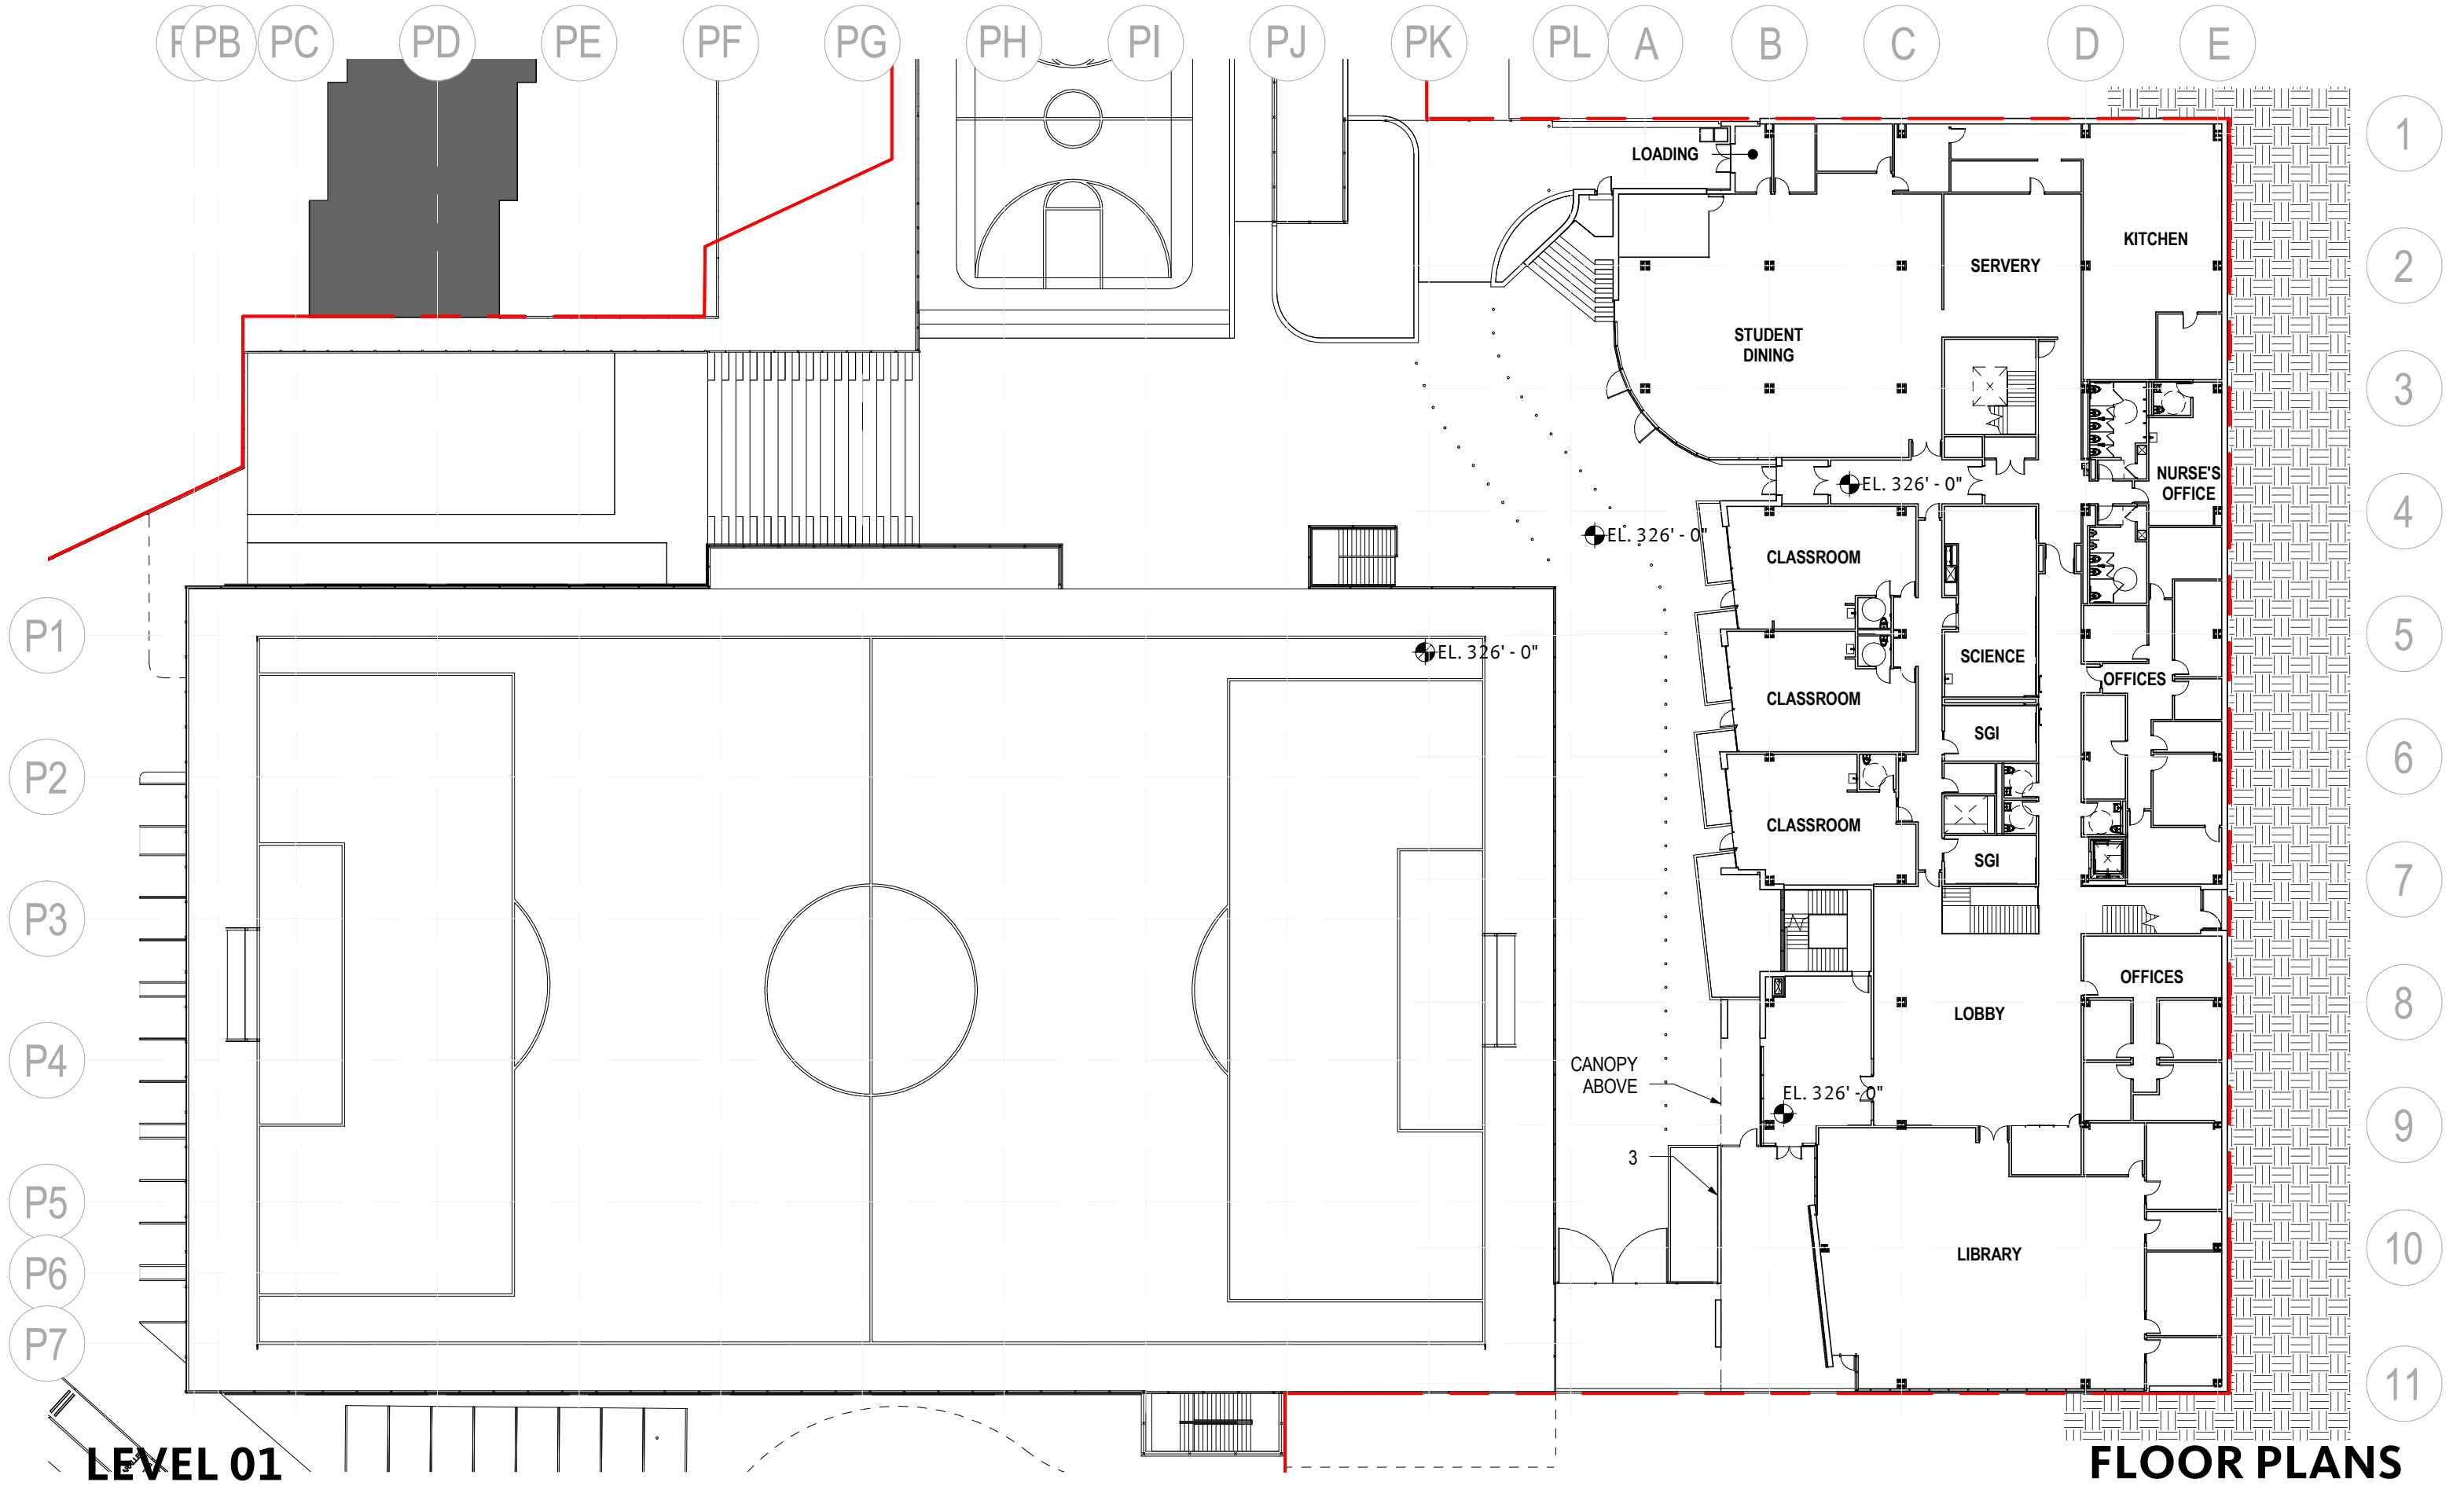 PB PC PD PE PF PG PH PI PJ PK PL A B C D E
1
LOADING
KITCHEN
2
SERVERY
STUDENT
DINING
3
NURSE'S
OFFICE
EL. 326' - 0"
4
EL. 326' - 0"
CLASSROOM
P1
5
EL. 326' - 0"
SCIENCE
OFFICES
CLASSROOM
SGI
6
P2
CLASSROOM
SGI
7
P3
OFFICES
8
LOBBY
P4
CANOPY
ABOVE
EL. 326' - 0"
9
3
P5
10
LIBRARY
P6
P7
11
LEVEL 01
FLOOR PLANS